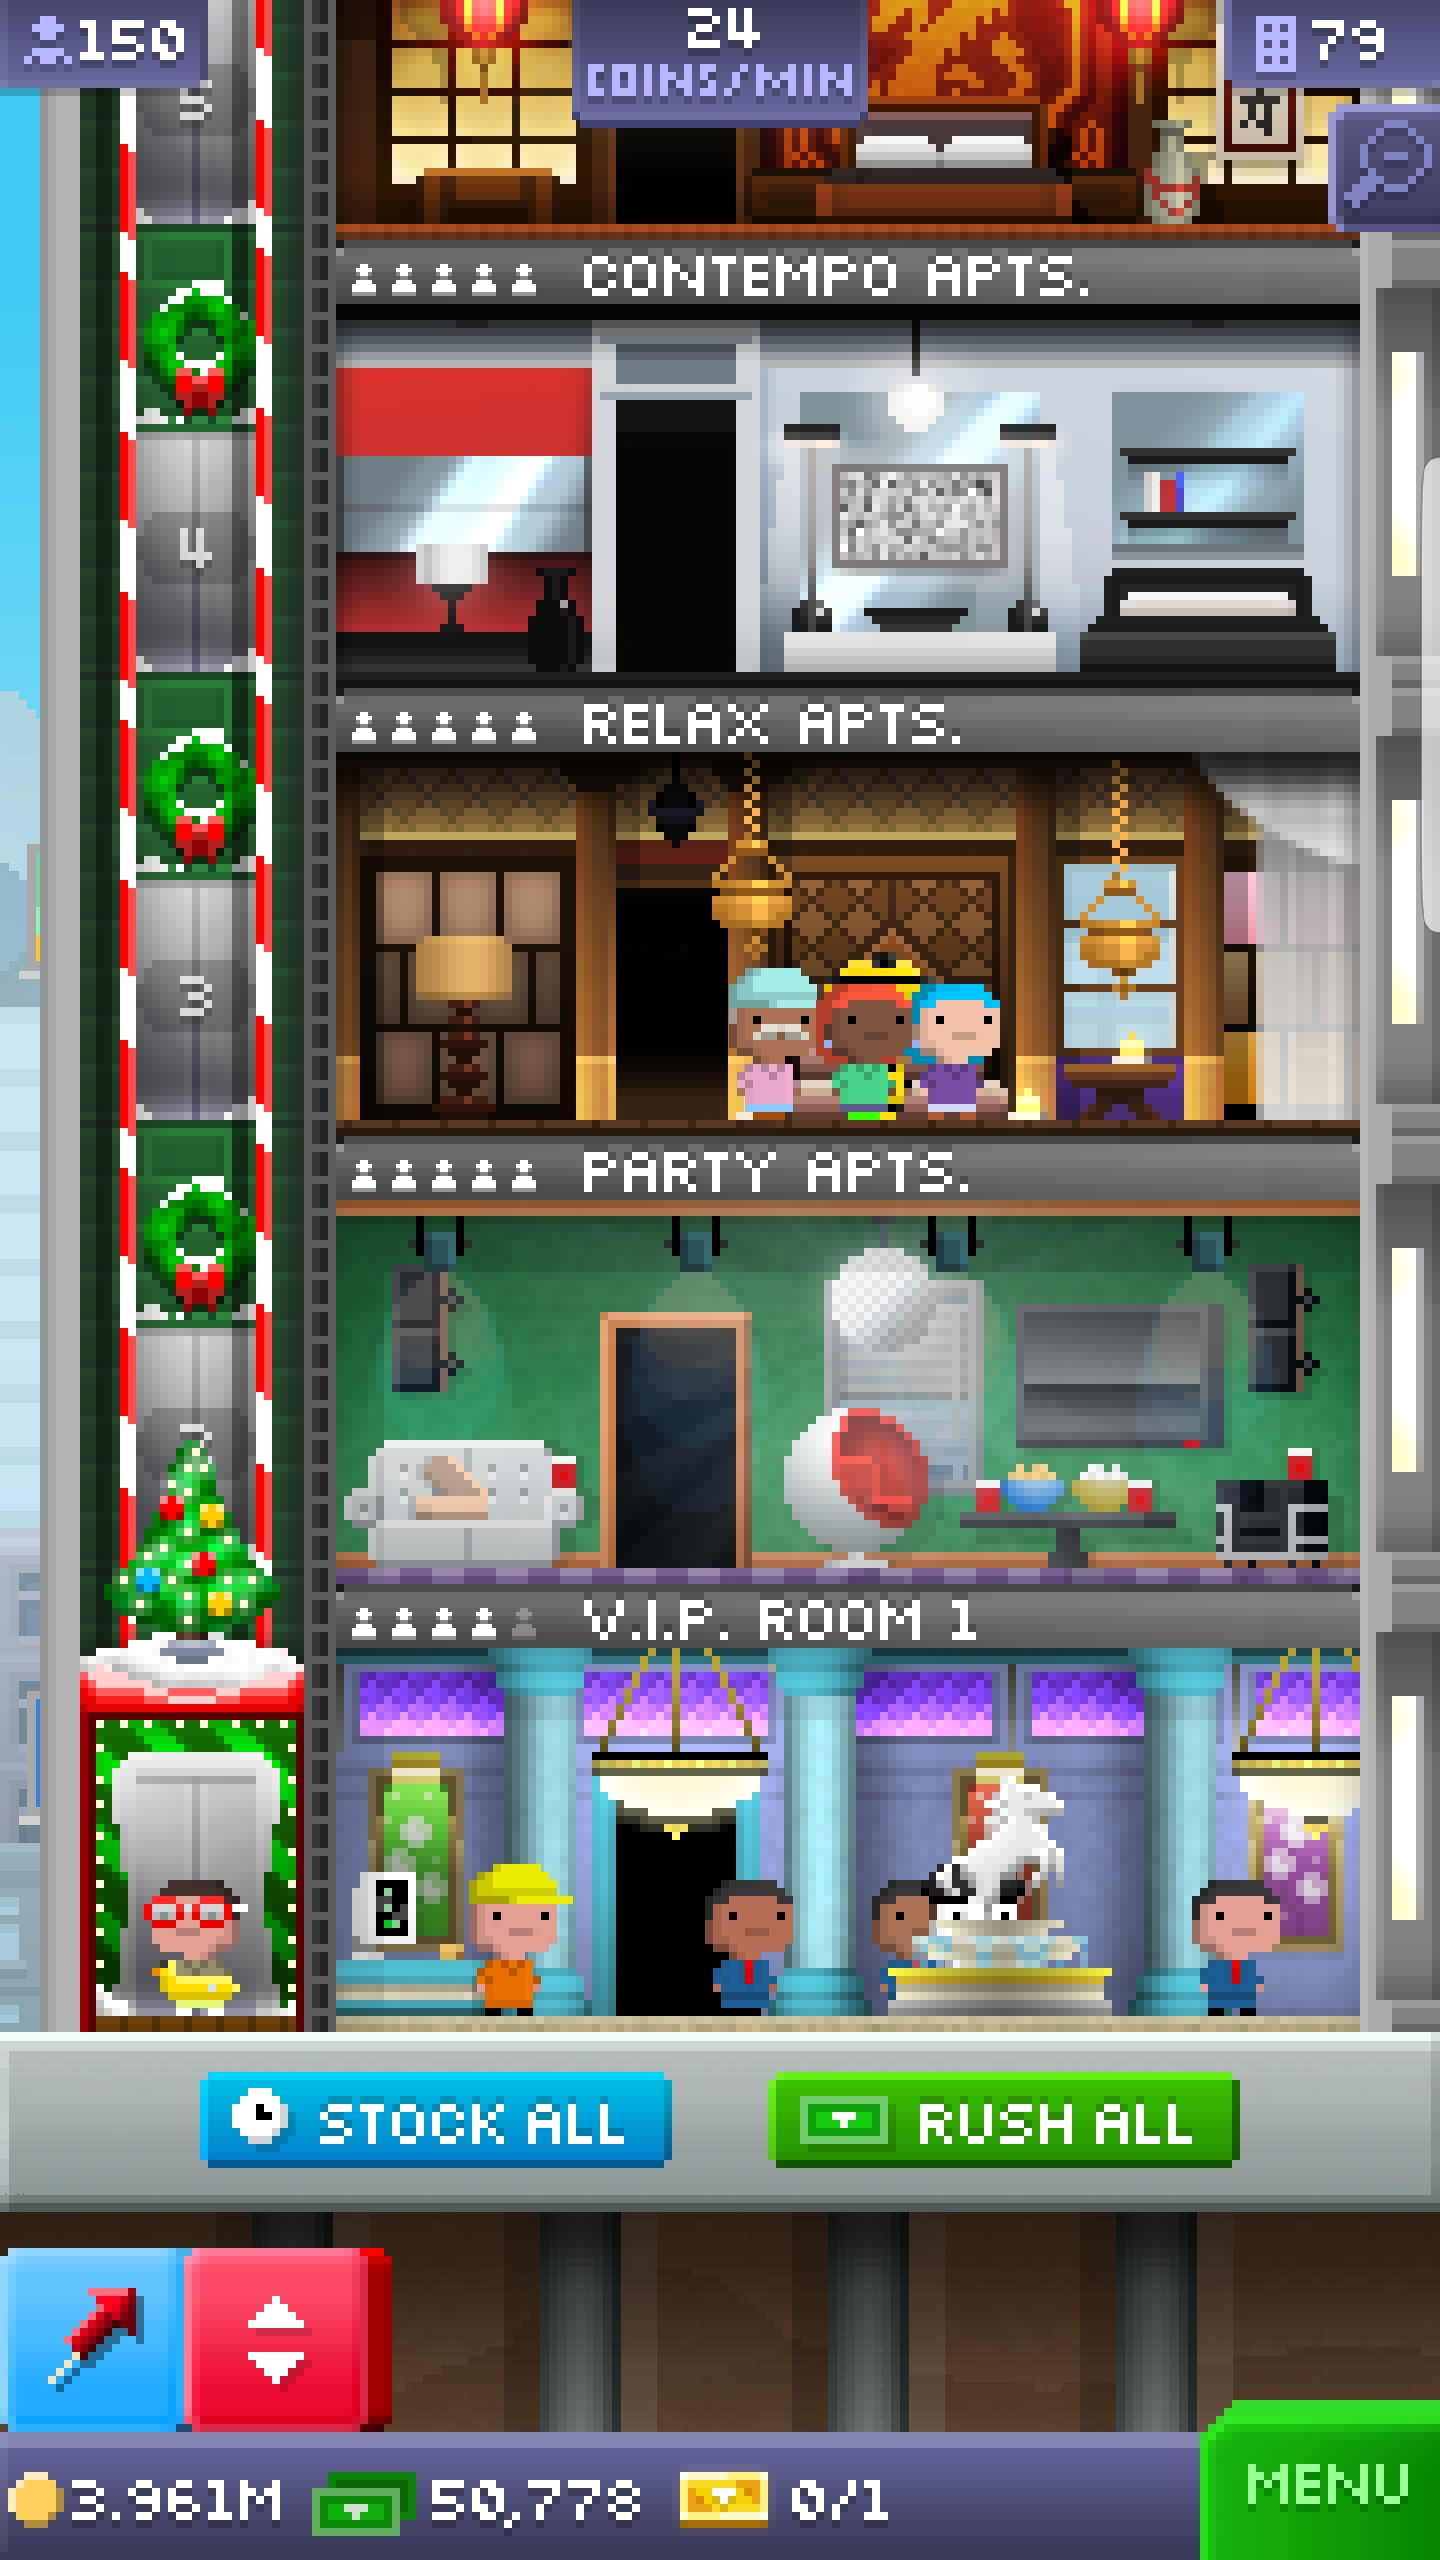 150
24
COINS/MIN
79
5
CONTEMPO APTS.
4
RELAX APTS.
3
PARTY APTS.
2
V.I.P. ROOM 1
STOCK ALL
RUSH ALL
3.961M
50,778
0/1
MENU